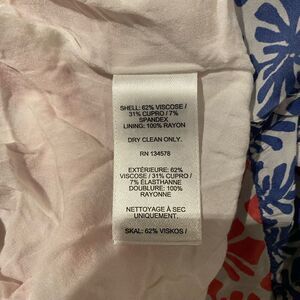 SHELL: 62% VISCOSE /
31% CUPRO / 7%
SPANDEX
LINING: 100% RAYON
DRY CLEAN ONLY.
RN 134578
EXTÉRIEURE: 62%
VISCOSE / 31% CUPRO /
7% ÉLASTHANNE
DOUBLURE: 100%
RAYONNE
NETTOYAGE À SEC
UNIQUEMENT.
SKAL: 62% VISKOS /